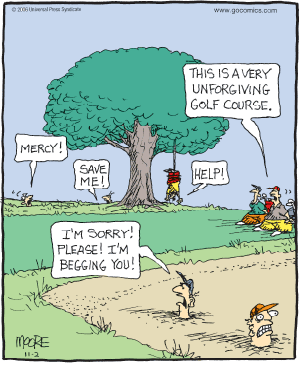 © 2006 Universal Press Syndicate
www.gocomics.com
THIS IS A VERY
UNFORGIVING
GOLF COURSE.
MERCY!
SAVE
ME!
HELP!
I'M SORRY!
PLEASE! I'M
BEGGING YOU!
MOORE
11-2